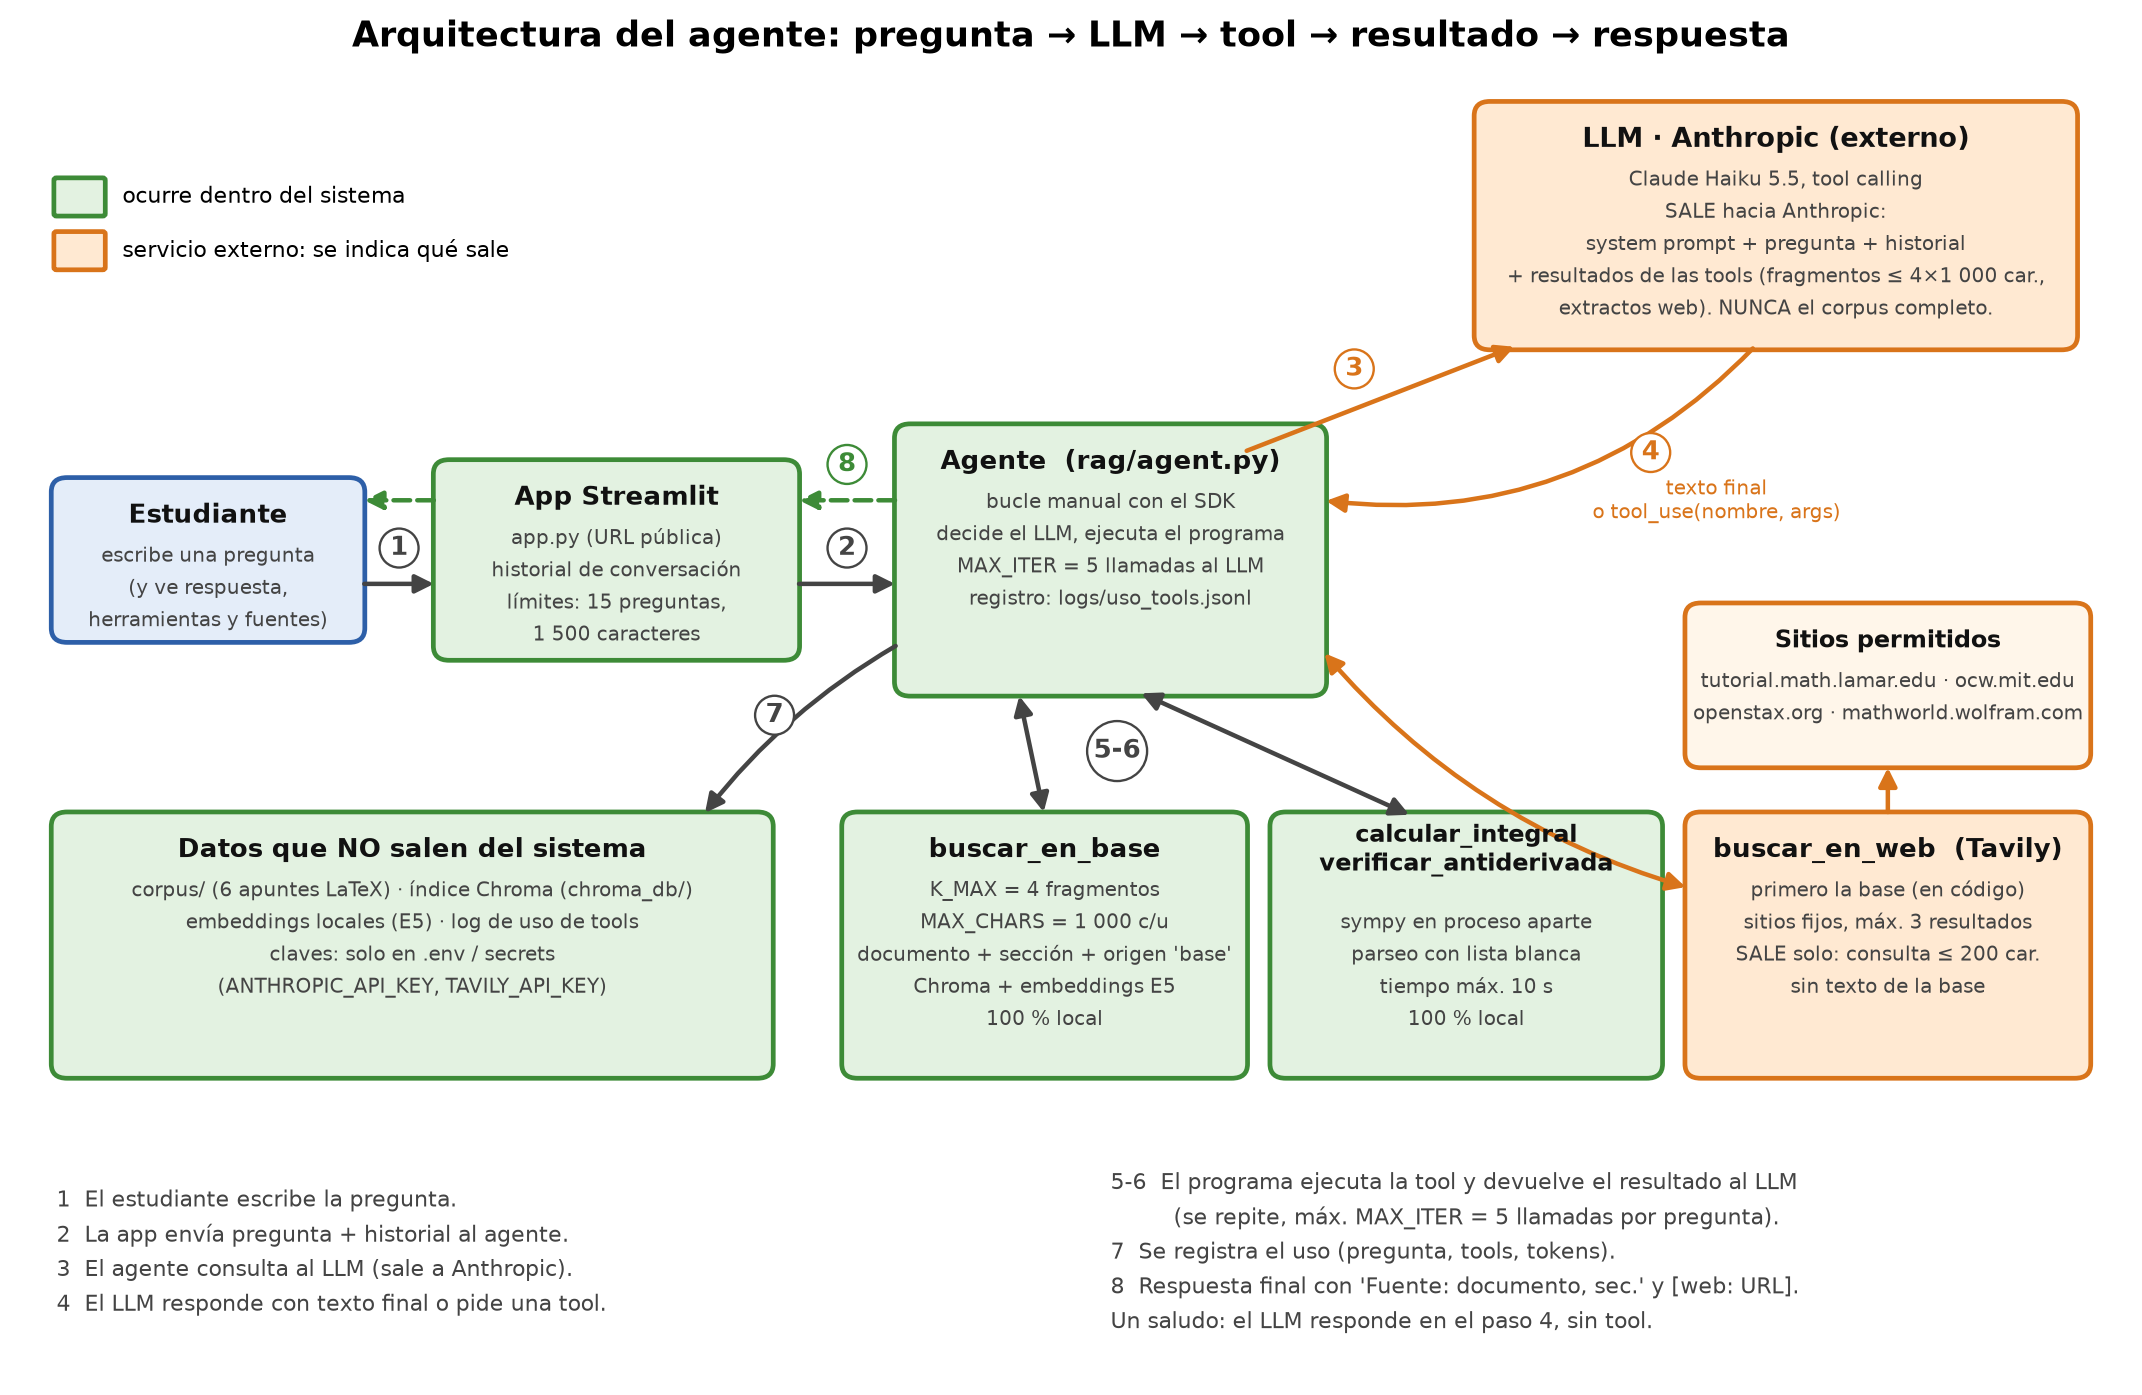 Arquitectura del agente: pregunta → LLM → tool → resultado → respuesta
ocurre dentro del sistema
servicio externo: se indica qué sale
LLM · Anthropic (externo)
Claude Haiku 5.5, tool calling
SALE hacia Anthropic:
system prompt + pregunta + historial
+ resultados de las tools (fragmentos ≤ 4×1 000 car.,
extractos web). NUNCA el corpus completo.
3
4
texto final
o tool_use(nombre, args)
Estudiante
escribe una pregunta
(y ve respuesta,
herramientas y fuentes)
1
App Streamlit
app.py (URL pública)
historial de conversación
límites: 15 preguntas,
1 500 caracteres
8
2
Agente  (rag/agent.py)
bucle manual con el SDK
decide el LLM, ejecuta el programa
MAX_ITER = 5 llamadas al LLM
registro: logs/uso_tools.jsonl
Sitios permitidos
tutorial.math.lamar.edu · ocw.mit.edu
openstax.org · mathworld.wolfram.com
7
5-6
Datos que NO salen del sistema
corpus/ (6 apuntes LaTeX) · índice Chroma (chroma_db/)
embeddings locales (E5) · log de uso de tools
claves: solo en .env / secrets
(ANTHROPIC_API_KEY, TAVILY_API_KEY)
buscar_en_base
K_MAX = 4 fragmentos
MAX_CHARS = 1 000 c/u
documento + sección + origen 'base'
Chroma + embeddings E5
100 % local
calcular_integral
verificar_antiderivada
sympy en proceso aparte
parseo con lista blanca
tiempo máx. 10 s
100 % local
buscar_en_web  (Tavily)
primero la base (en código)
sitios fijos, máx. 3 resultados
SALE solo: consulta ≤ 200 car.
sin texto de la base
1  El estudiante escribe la pregunta.
2  La app envía pregunta + historial al agente.
3  El agente consulta al LLM (sale a Anthropic).
4  El LLM responde con texto final o pide una tool.
5-6  El programa ejecuta la tool y devuelve el resultado al LLM
(se repite, máx. MAX_ITER = 5 llamadas por pregunta).
7  Se registra el uso (pregunta, tools, tokens).
8  Respuesta final con 'Fuente: documento, sec.' y [web: URL].
Un saludo: el LLM responde en el paso 4, sin tool.